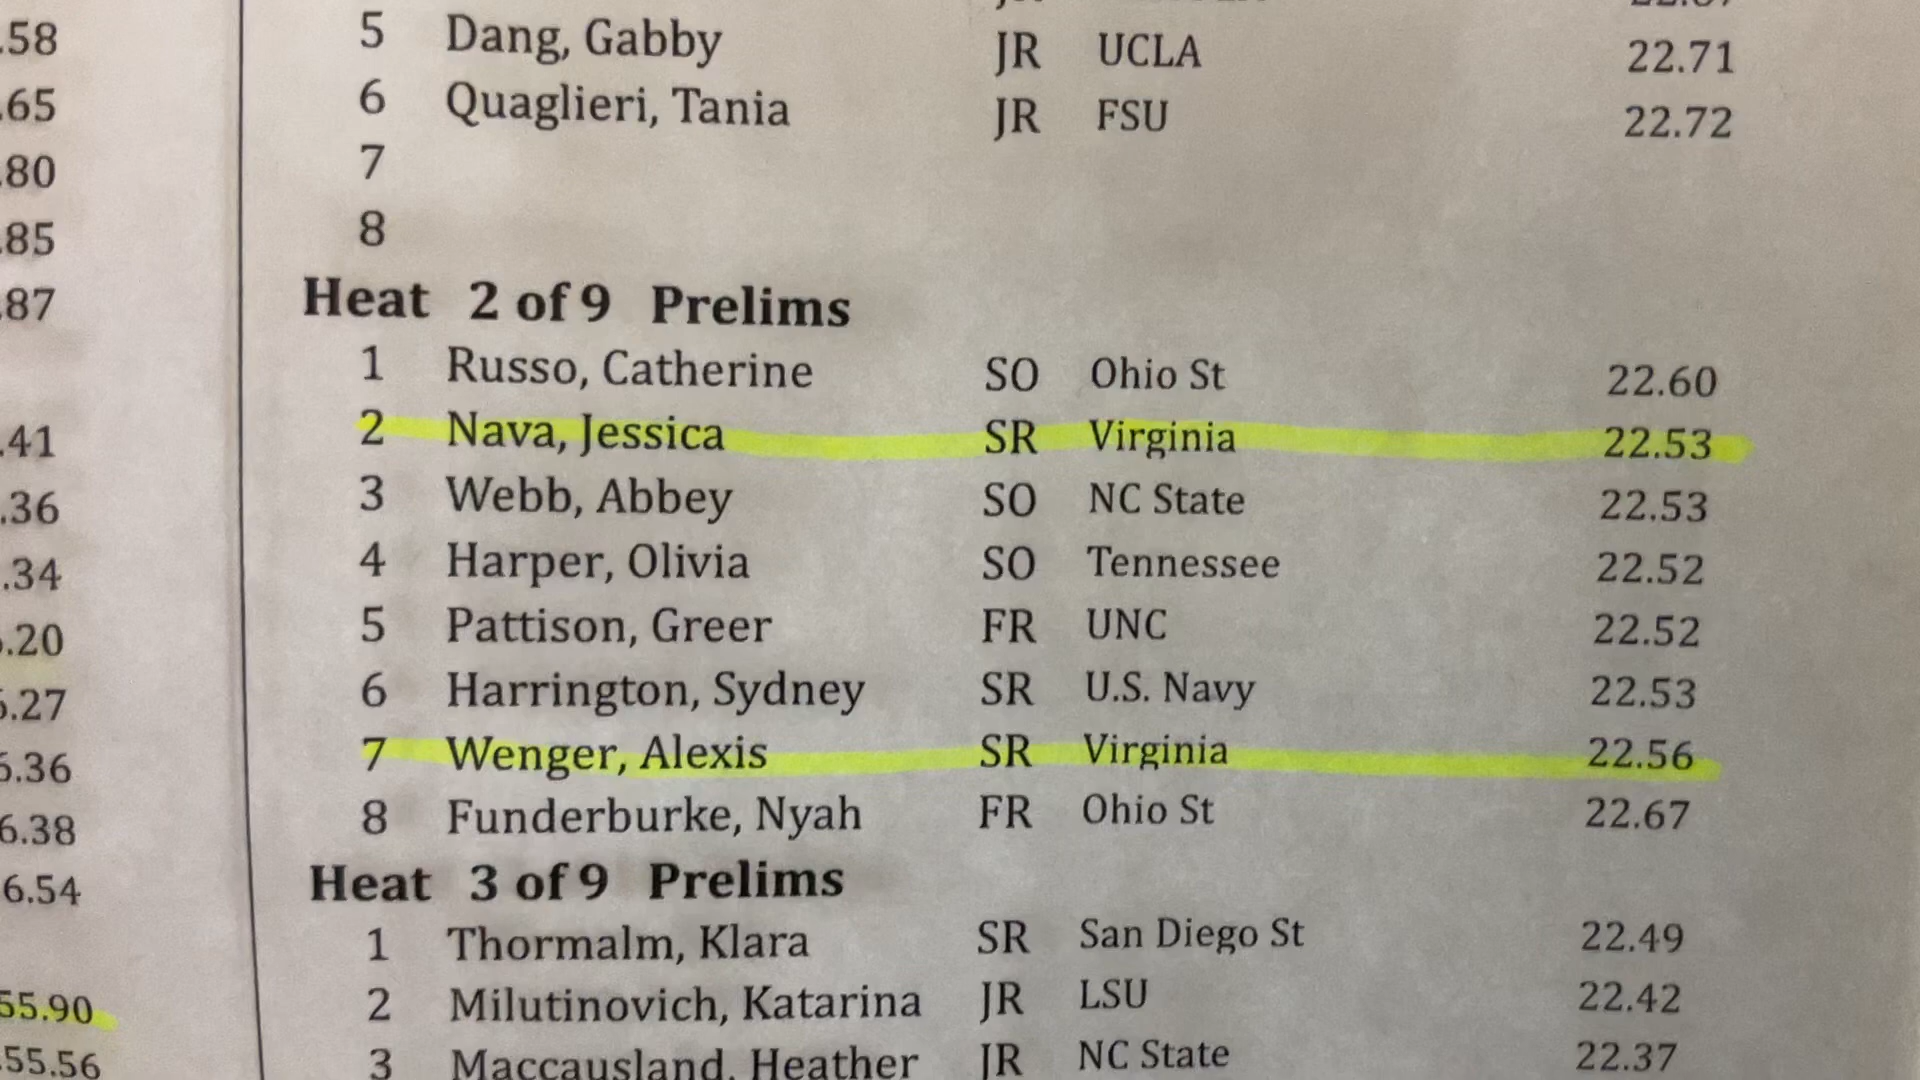 .58
.65
.80
.85
.87
.41
.36
.34
.20
.27
.36
6.38
6.54
55.90
55.56
5 Dang, Gabby JR UCLA 22.71
6 Quaglieri, Tania JR FSU 22.72
7
8
Heat 2 of 9 Prelims
1 Russo, Catherine SO Ohio St 22.60
2 Nava, Jessica SR Virginia 22.53
3 Webb, Abbey SO NC State 22.53
4 Harper, Olivia SO Tennessee 22.52
5 Pattison, Greer FR UNC 22.52
6 Harrington, Sydney SR U.S. Navy 22.53
7 Wenger, Alexis SR Virginia 22.56
8 Funderburke, Nyah FR Ohio St 22.67
Heat 3 of 9 Prelims
1 Thormalm, Klara SR San Diego St 22.49
2 Milutinovich, Katarina JR LSU 22.42
3 Maccausland, Heather JR NC State 22.37